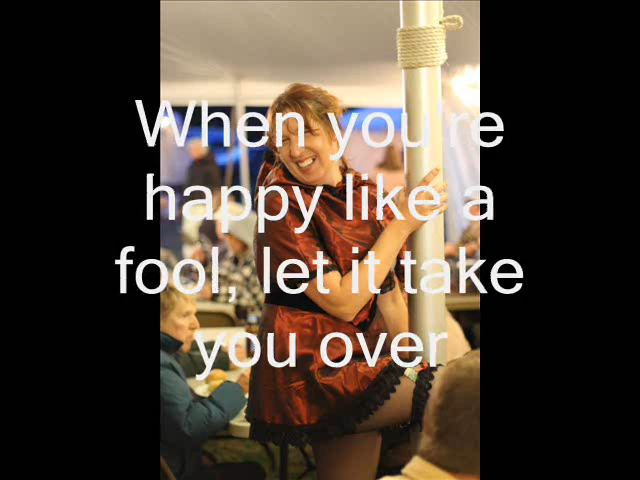 When you're
happy like a
fool, let it take
you over